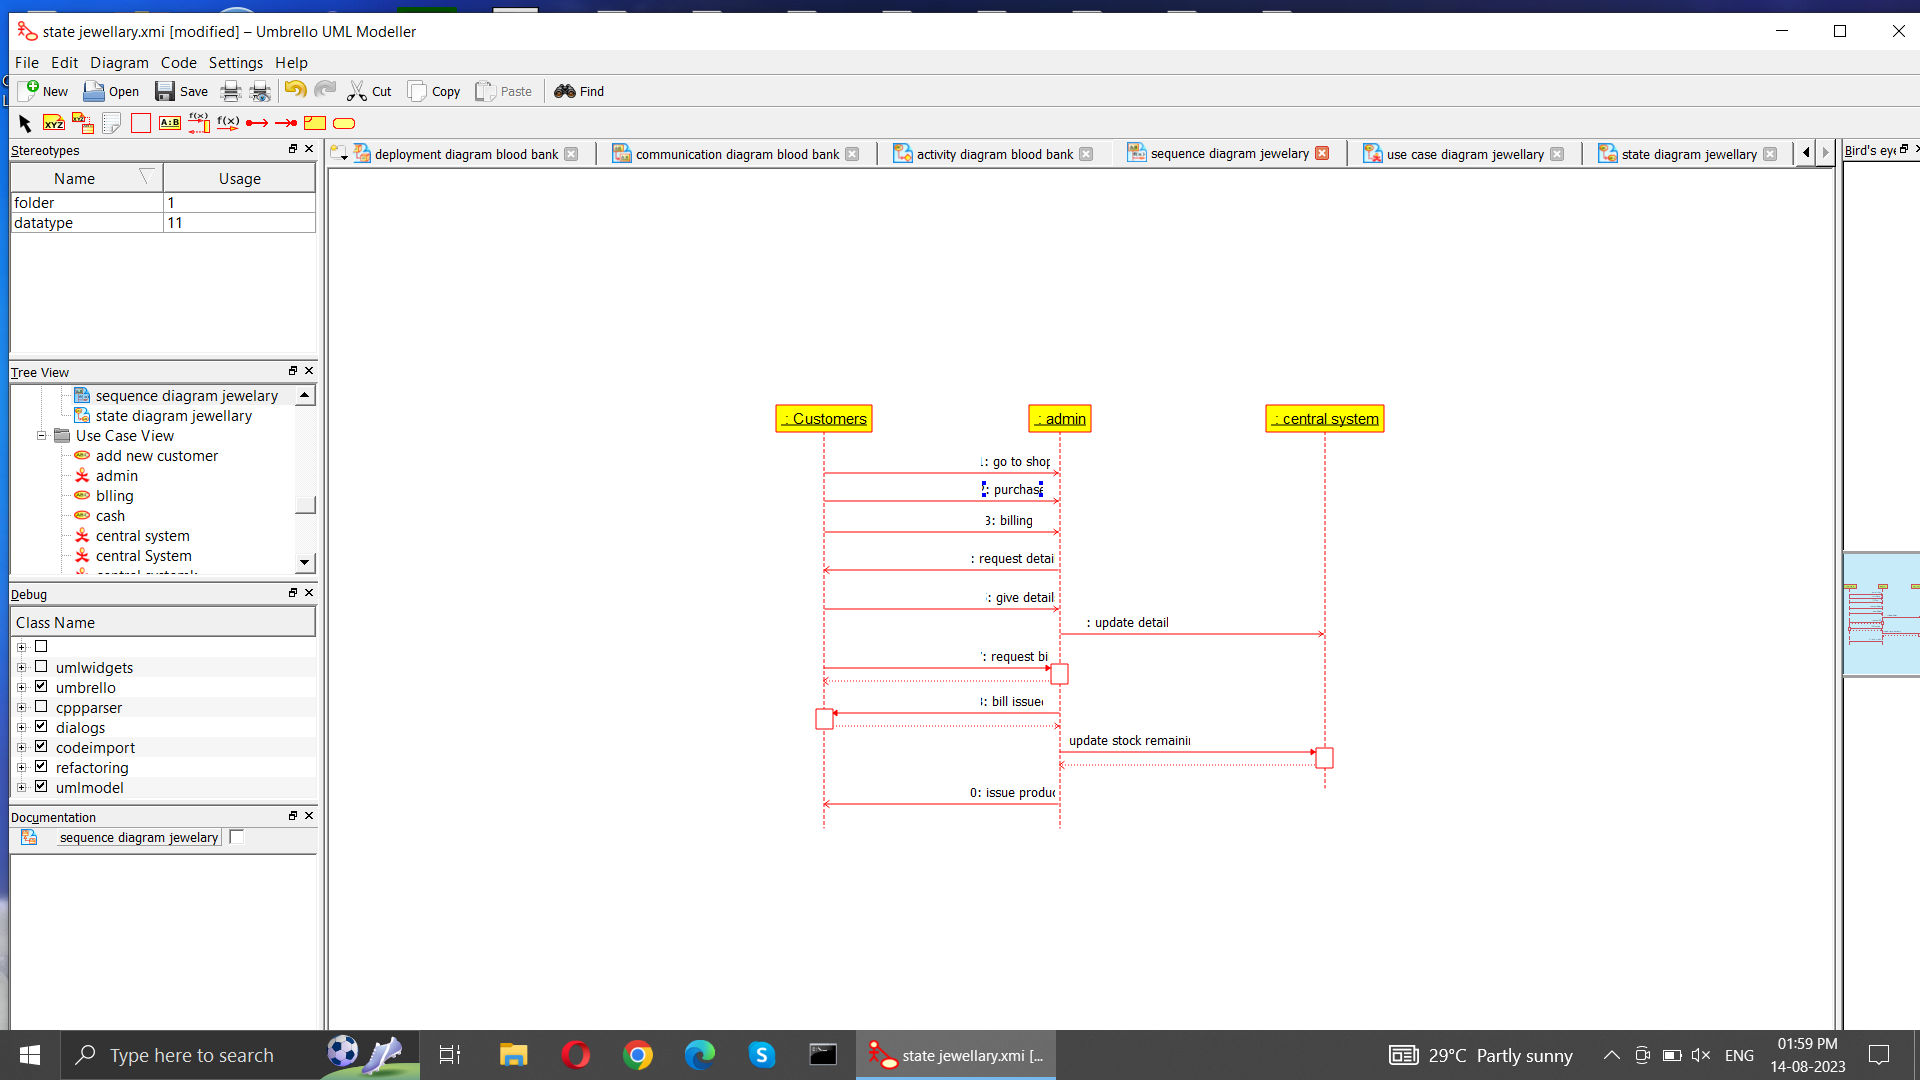 state jewellary.xmi [modified] – Umbrello UML Modeller
File Edit Diagram Code Settings Help
New Open Save Cut Copy Paste Find
XYZ A:B f(x) f(x)
Stereotypes
deployment diagram blood bank communication diagram blood bank activity diagram blood bank sequence diagram jewelary use case diagram jewellary state diagram jewellary
Bird's eye
Name Usage
folder 1
datatype 11
Tree View
sequence diagram jewelary
state diagram jewellary
Use Case View
add new customer
admin
blling
cash
central system
central System
Debug
Class Name
umlwidgets
umbrello
cppparser
dialogs
codeimport
refactoring
umlmodel
Documentation
sequence diagram jewelary
: Customers : admin : central system
: go to shop
: purchase
3: billing
: request detai
: give detail
: update detail
: request bi
: bill issued
update stock remainin
0: issue produc
Type here to search
state jewellary.xmi [...
29°C Partly sunny
ENG
01:59 PM
14-08-2023